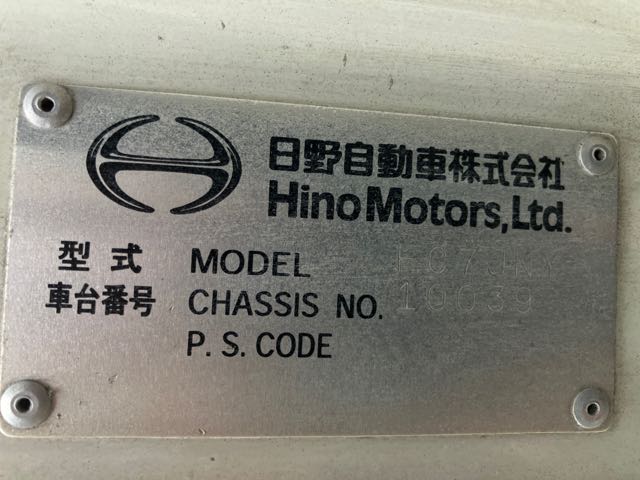 日野自動車株式会社
Hino Motors, Ltd.
型式 MODEL
車台番号 CHASSIS NO. 10039
P. S. CODE